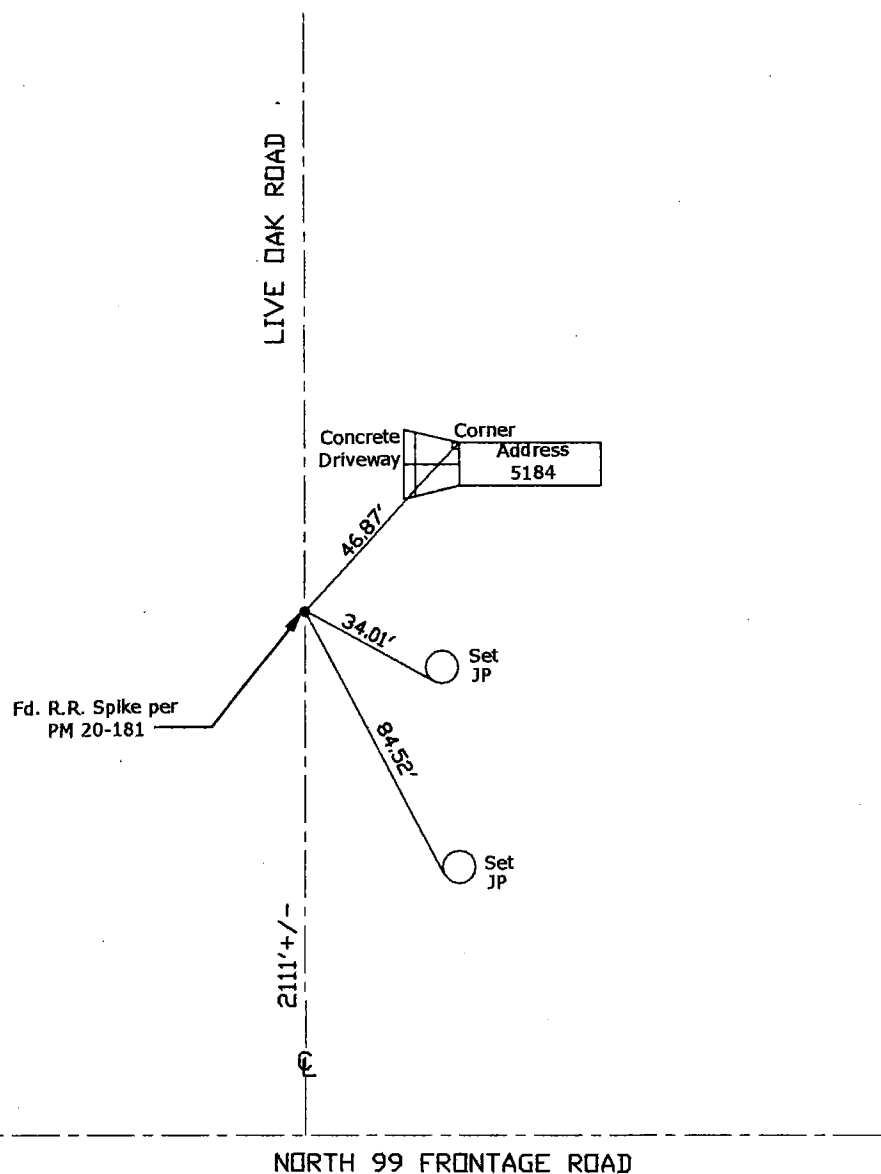 LIVE OAK ROAD
Concrete
Driveway
Corner
Address
5184
46.87'
34.01'
Set
JP
Fd. R.R. Spike per
PM 20-181
84.52'
Set
JP
2111'+/-
CL
NORTH 99 FRONTAGE ROAD